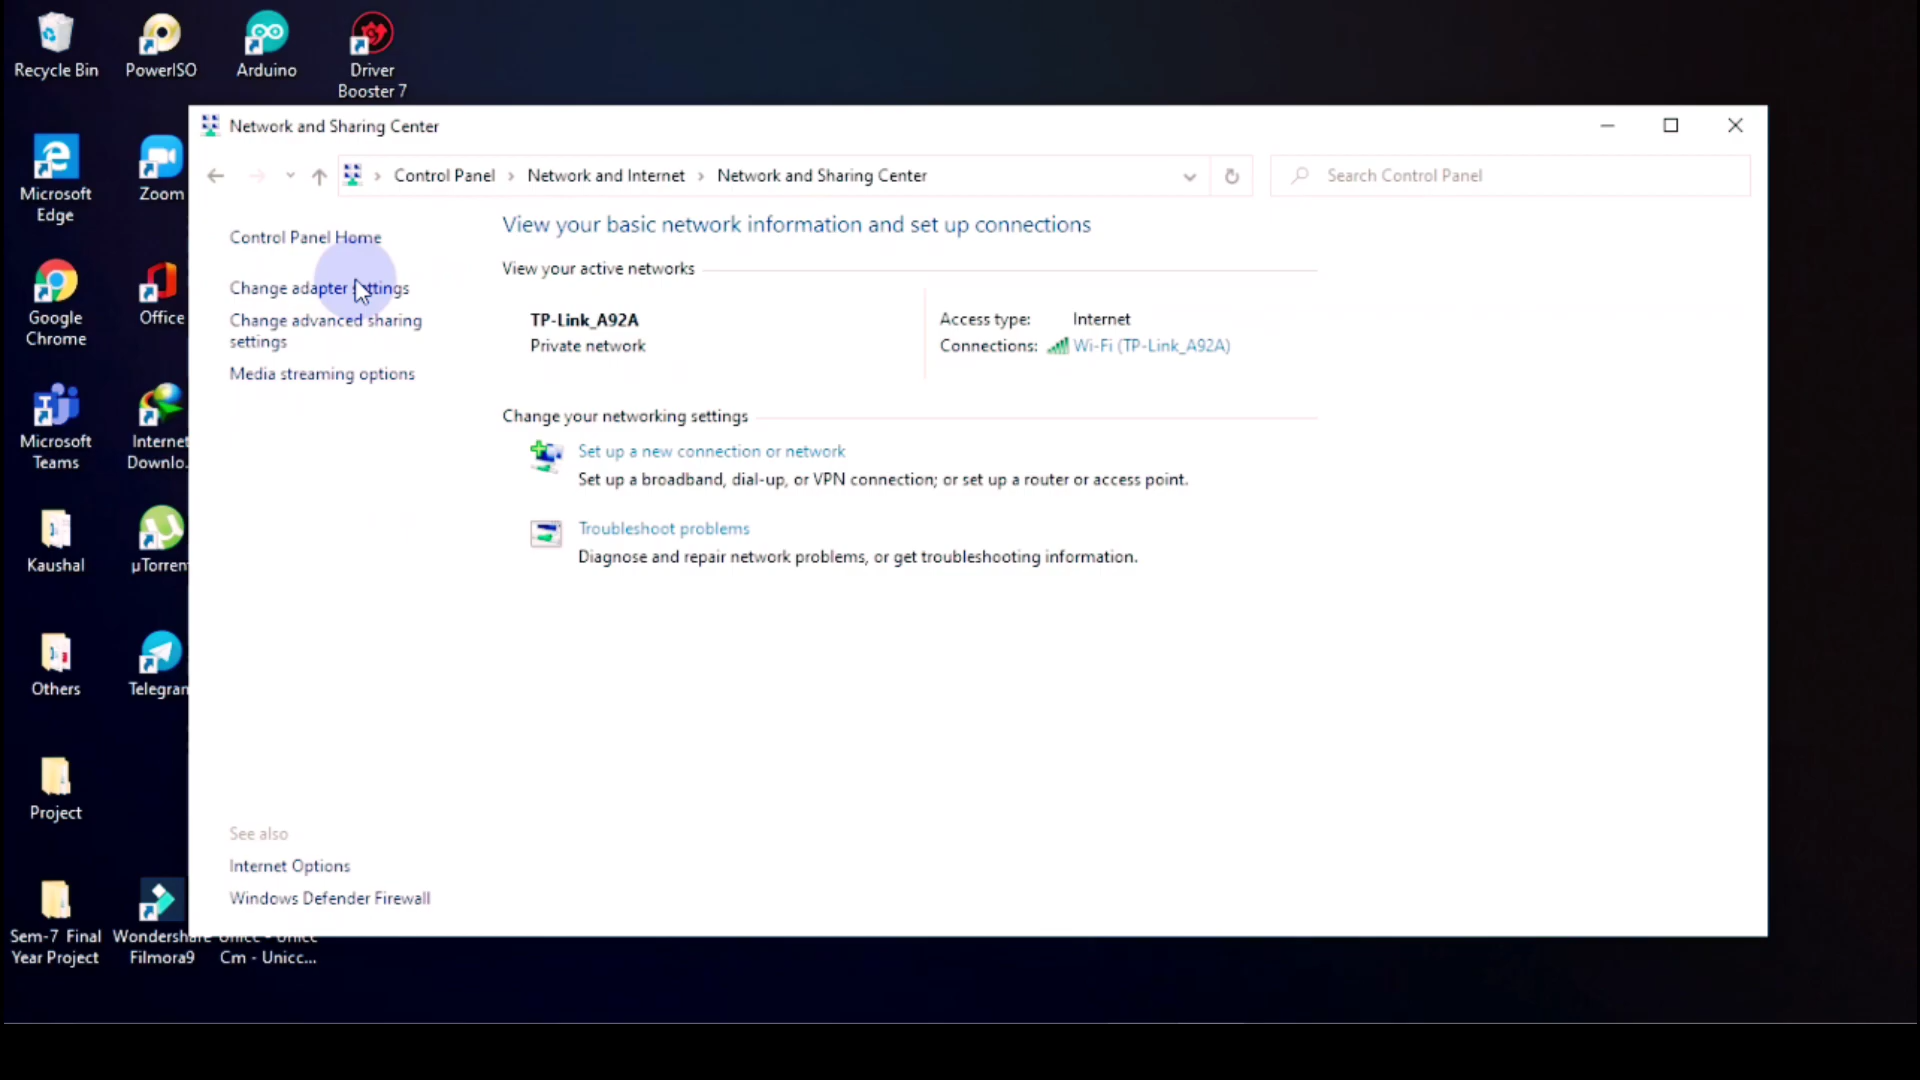 Recycle Bin
PowerISO
Arduino
Driver
Booster 7
Network and Sharing Center
Control Panel
Network and Internet
Network and Sharing Center
Search Control Panel
Microsoft
Edge
Zoom
Control Panel Home
Change adapter settings
Change advanced sharing
settings
Media streaming options
View your basic network information and set up connections
View your active networks
TP-Link_A92A
Private network
Access type: Internet
Connections: Wi-Fi (TP-Link_A92A)
Change your networking settings
Set up a new connection or network
Set up a broadband, dial-up, or VPN connection; or set up a router or access point.
Troubleshoot problems
Diagnose and repair network problems, or get troubleshooting information.
See also
Internet Options
Windows Defender Firewall
Google
Chrome
Office
Microsoft
Teams
Internet
Downlo..
Kaushal
µTorren
Others
Telegram
Project
Sem-7 Final
Year Project
Wondershare
Filmora9
Cm - Unicc...